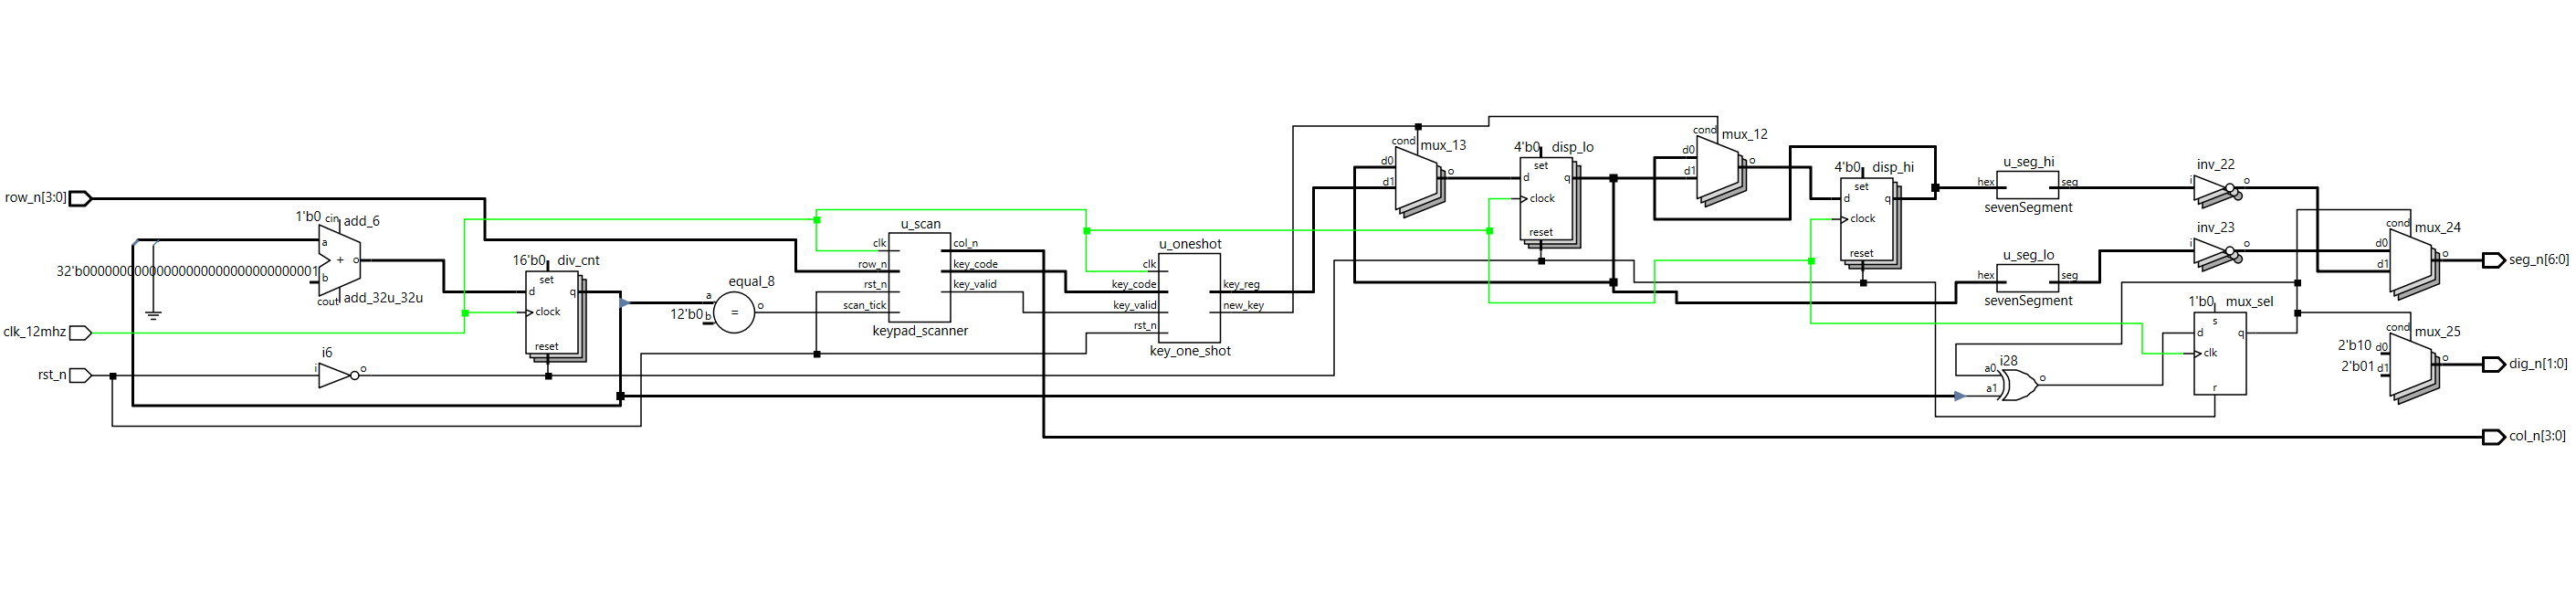 row_n[3:0]
clk_12mhz
rst_n
1'b0 cin add_6
a
+ o
32'b00000000000000000000000000000001
b
cout add_32u_32u
i6
i o
16'b0 div_cnt
set
d q
clock
reset
equal_8
a
o
=
12'b0 b
u_scan
clk col_n
row_n key_code
rst_n key_valid
scan_tick
keypad_scanner
u_oneshot
clk
key_code key_reg
key_valid new_key
rst_n
key_one_shot
cond mux_13
d0
d1 o
4'b0 disp_lo
set
d q
clock
reset
cond mux_12
d0
o
d1
4'b0 disp_hi
set
d q
clock
reset
u_seg_hi
hex seg
sevenSegment
u_seg_lo
hex seg
sevenSegment
inv_22
i o
inv_23
i o
i28
a0
o
a1
1'b0 mux_sel
s
d q
clk
r
cond mux_24
d0
o
d1
cond mux_25
2'b10 d0
o
2'b01 d1
seg_n[6:0]
dig_n[1:0]
col_n[3:0]